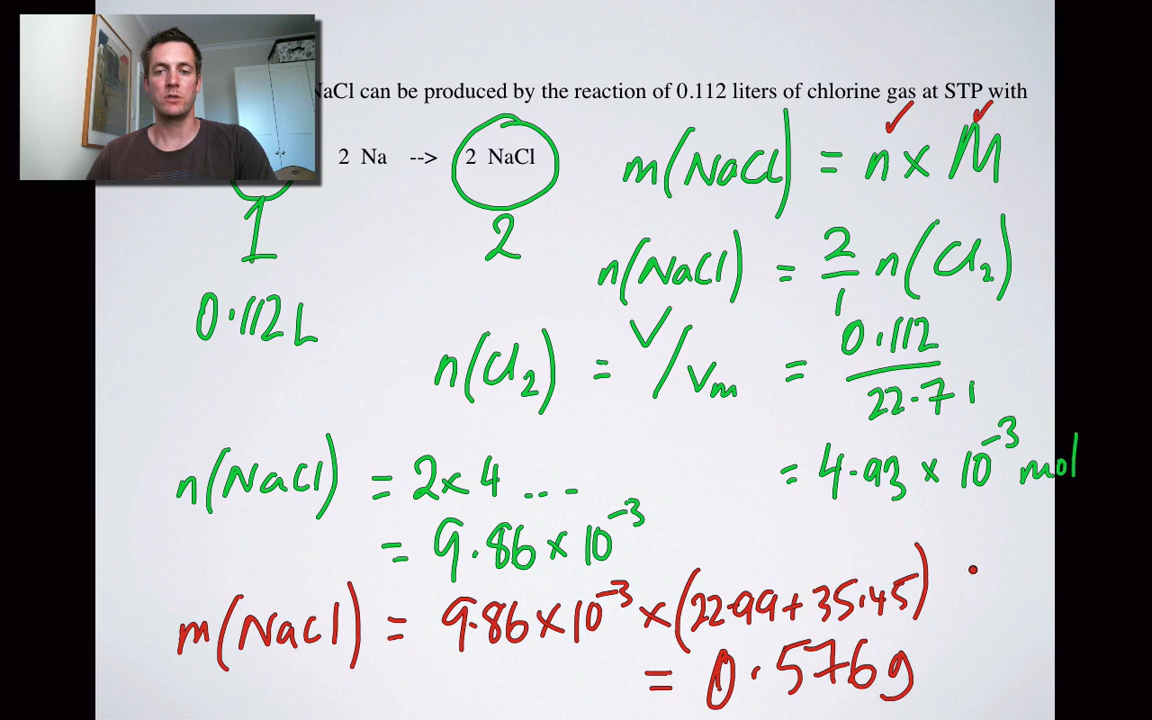 NaCl can be produced by the reaction of 0.112 liters of chlorine gas at STP with
2 Na --> 2 NaCl
m(NaCl) = n x M
1
2
n(NaCl) = 2/1 n(Cl2)
0.112 L
n(Cl2) = V/Vm = 0.112/22.71
= 4.93 x 10^-3 mol
n(NaCl) = 2x4 ...
= 9.86 x 10^-3
m(NaCl) = 9.86 x 10^-3 x (22.99 + 35.45)
= 0.576g